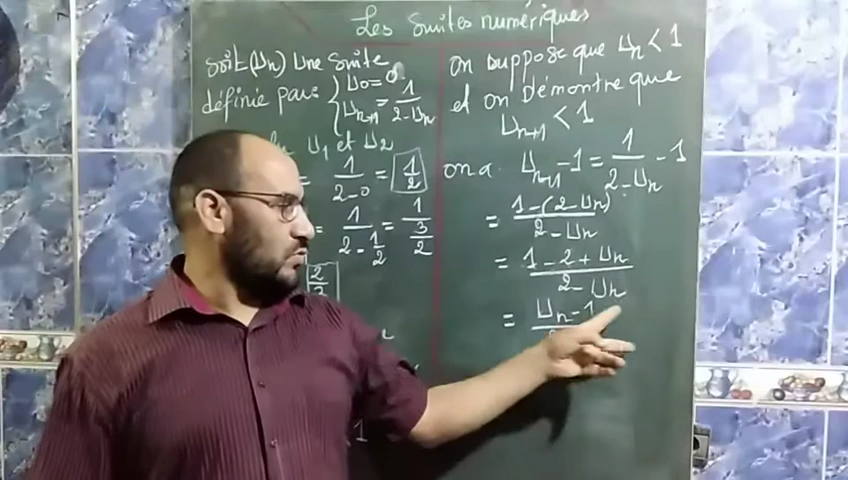 Les Suites numériques
Soit (Un) Une Suite
définie par { U0 = 0
Un+1 = 1/(2-Un)
U1 et U2
= 1/(2-0) = 1/2
= 1/(2-1/2) = 1/(3/2)
2/3
on suppose que Un < 1
et on Démontre que
Un+1 < 1
on a. Un+1 - 1 = 1/(2-Un) - 1
= (1-(2-Un))/(2-Un)
= (1-2+Un)/(2-Un)
= Un-1